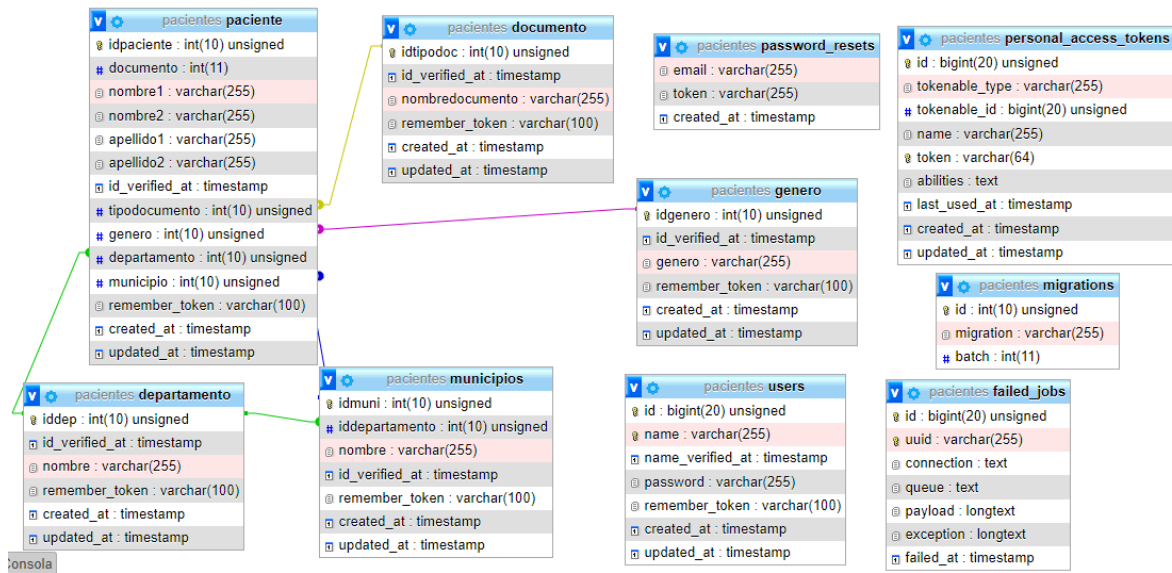 pacientes paciente
idpaciente : int(10) unsigned
documento : int(11)
nombre1 : varchar(255)
nombre2 : varchar(255)
apellido1 : varchar(255)
apellido2 : varchar(255)
id_verified_at : timestamp
tipodocumento : int(10) unsigned
genero : int(10) unsigned
departamento : int(10) unsigned
municipio : int(10) unsigned
remember_token : varchar(100)
created_at : timestamp
updated_at : timestamp
pacientes documento
idtipodoc : int(10) unsigned
id_verified_at : timestamp
nombredocumento : varchar(255)
remember_token : varchar(100)
created_at : timestamp
updated_at : timestamp
pacientes password_resets
email : varchar(255)
token : varchar(255)
created_at : timestamp
pacientes personal_access_tokens
id : bigint(20) unsigned
tokenable_type : varchar(255)
tokenable_id : bigint(20) unsigned
name : varchar(255)
token : varchar(64)
abilities : text
last_used_at : timestamp
created_at : timestamp
updated_at : timestamp
pacientes genero
idgenero : int(10) unsigned
id_verified_at : timestamp
genero : varchar(255)
remember_token : varchar(100)
created_at : timestamp
updated_at : timestamp
pacientes migrations
id : int(10) unsigned
migration : varchar(255)
batch : int(11)
pacientes departamento
iddep : int(10) unsigned
id_verified_at : timestamp
nombre : varchar(255)
remember_token : varchar(100)
created_at : timestamp
updated_at : timestamp
pacientes municipios
idmuni : int(10) unsigned
iddepartamento : int(10) unsigned
nombre : varchar(255)
id_verified_at : timestamp
remember_token : varchar(100)
created_at : timestamp
updated_at : timestamp
pacientes users
id : bigint(20) unsigned
name : varchar(255)
name_verified_at : timestamp
password : varchar(255)
remember_token : varchar(100)
created_at : timestamp
updated_at : timestamp
pacientes failed_jobs
id : bigint(20) unsigned
uuid : varchar(255)
connection : text
queue : text
payload : longtext
exception : longtext
failed_at : timestamp
Consola